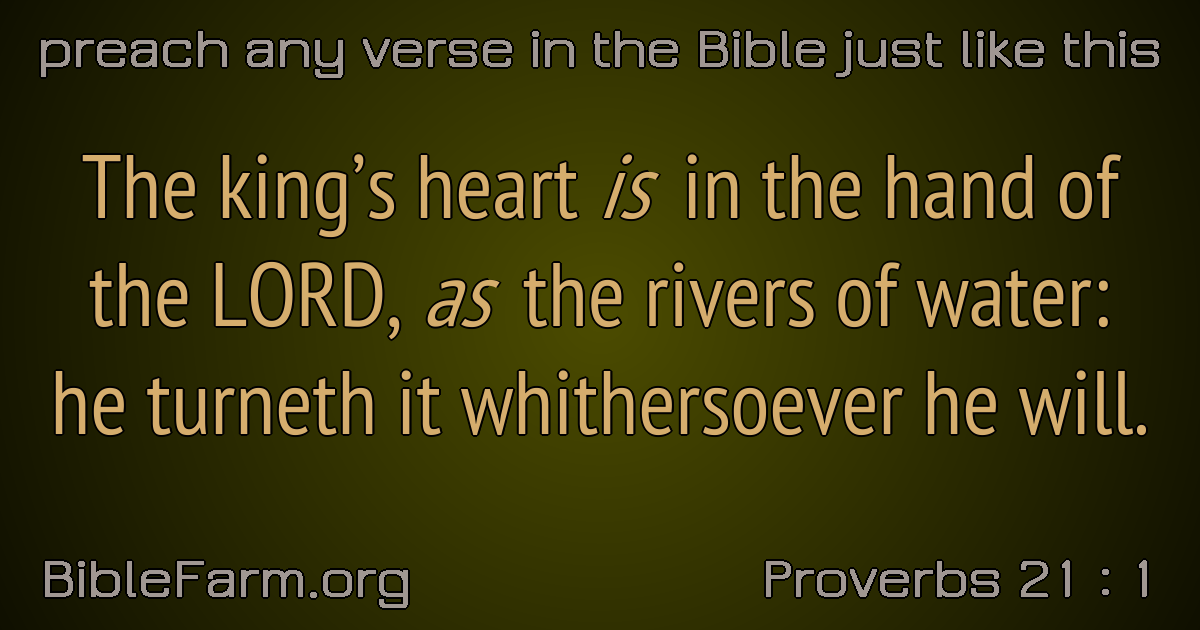 preach any verse in the Bible just like this
The king’s heart is in the hand of
the LORD, as the rivers of water:
he turneth it whithersoever he will.
BibleFarm.org
Proverbs 21 : 1